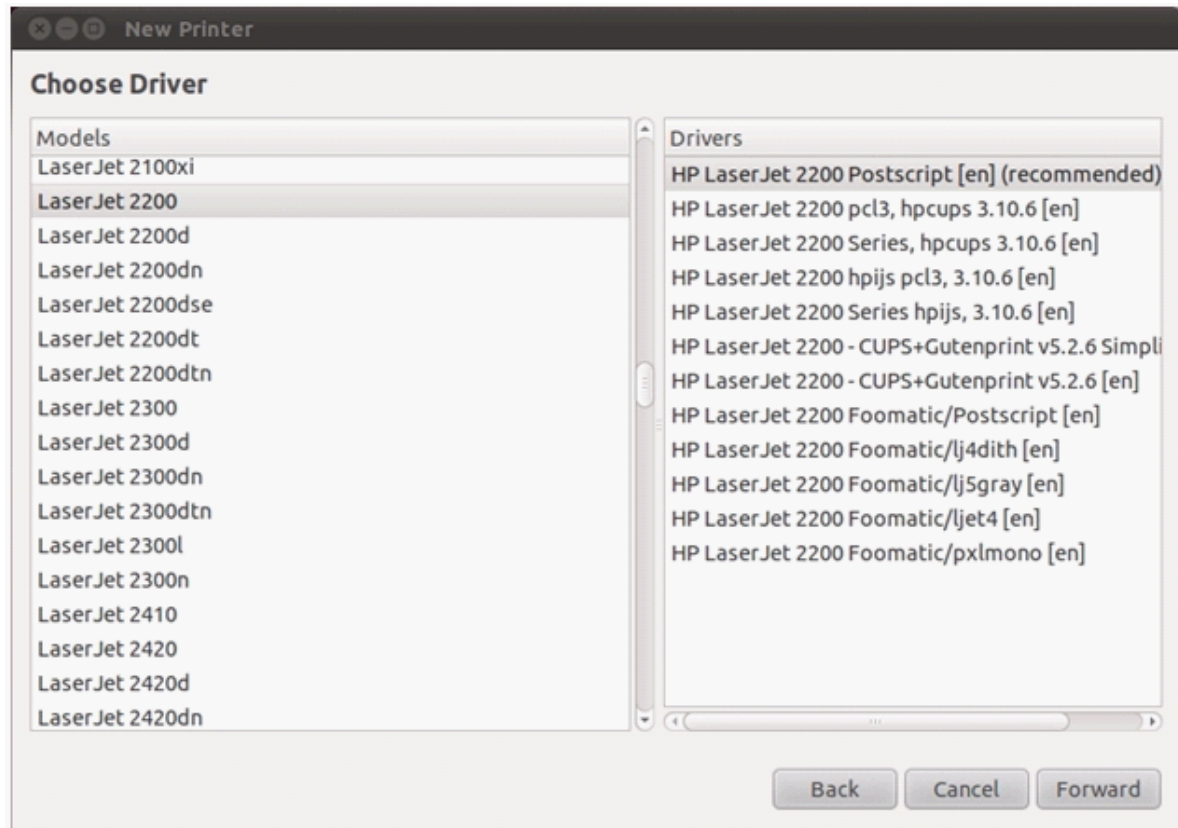 New Printer
Choose Driver
Models
LaserJet 2100xi
LaserJet 2200
LaserJet 2200d
LaserJet 2200dn
LaserJet 2200dse
LaserJet 2200dt
LaserJet 2200dtn
LaserJet 2300
LaserJet 2300d
LaserJet 2300dn
LaserJet 2300dtn
LaserJet 2300l
LaserJet 2300n
LaserJet 2410
LaserJet 2420
LaserJet 2420d
LaserJet 2420dn
Drivers
HP LaserJet 2200 Postscript [en] (recommended)
HP LaserJet 2200 pcl3, hpcups 3.10.6 [en]
HP LaserJet 2200 Series, hpcups 3.10.6 [en]
HP LaserJet 2200 hpijs pcl3, 3.10.6 [en]
HP LaserJet 2200 Series hpijs, 3.10.6 [en]
HP LaserJet 2200 - CUPS+Gutenprint v5.2.6 Simpli
HP LaserJet 2200 - CUPS+Gutenprint v5.2.6 [en]
HP LaserJet 2200 Foomatic/Postscript [en]
HP LaserJet 2200 Foomatic/lj4dith [en]
HP LaserJet 2200 Foomatic/lj5gray [en]
HP LaserJet 2200 Foomatic/ljet4 [en]
HP LaserJet 2200 Foomatic/pxlmono [en]
Back
Cancel
Forward